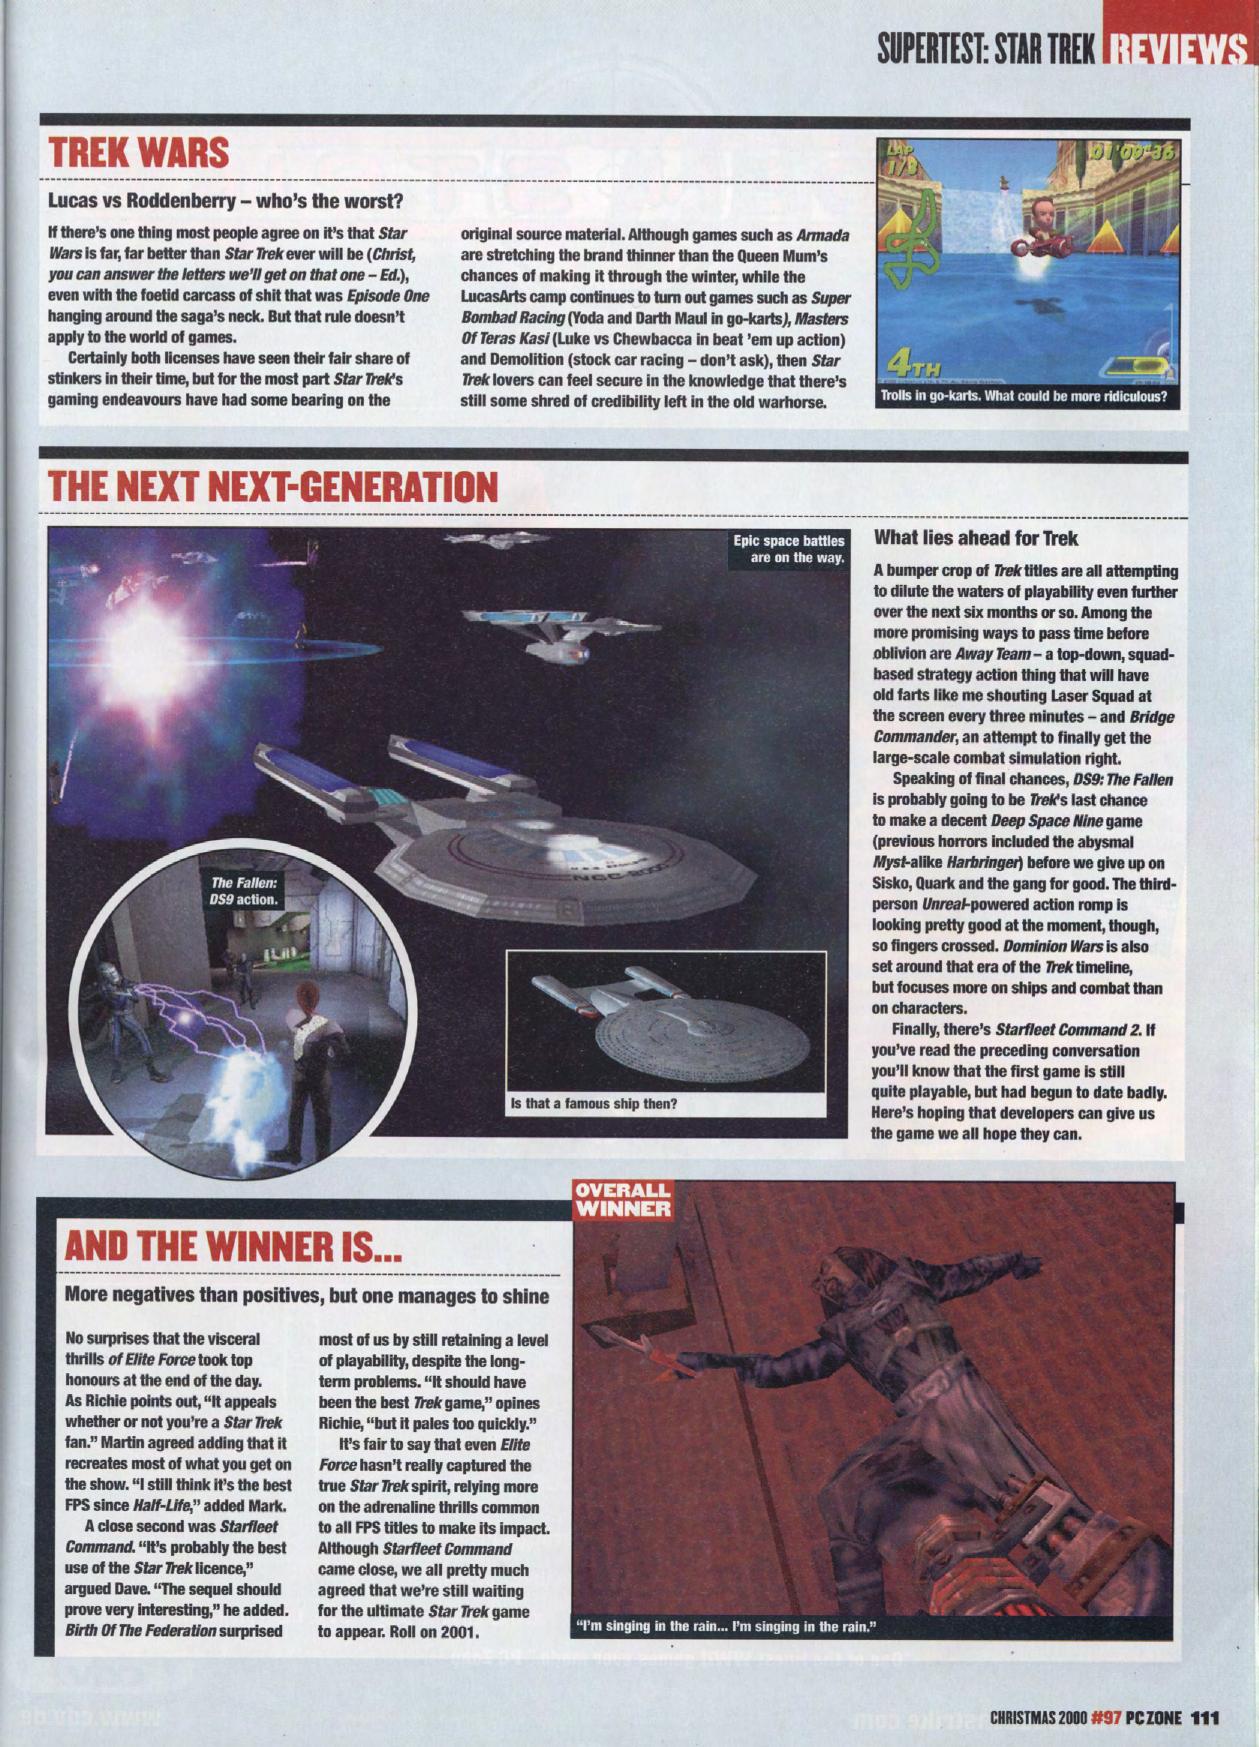 SUPERTEST: STAR TREK REVIEWS
TREK WARS
Lucas vs Roddenberry – who's the worst?
If there's one thing most people agree on it's that Star
Wars is far, far better than Star Trek ever will be (Christ,
you can answer the letters we'll get on that one – Ed.),
even with the foetid carcass of shit that was Episode One
hanging around the saga's neck. But that rule doesn't
apply to the world of games.
Certainly both licenses have seen their fair share of
stinkers in their time, but for the most part Star Trek's
gaming endeavours have had some bearing on the
original source material. Although games such as Armada
are stretching the brand thinner than the Queen Mum's
chances of making it through the winter, while the
LucasArts camp continues to turn out games such as Super
Bombad Racing (Yoda and Darth Maul in go-karts), Masters
Of Teras Kasi (Luke vs Chewbacca in beat 'em up action)
and Demolition (stock car racing – don't ask), then Star
Trek lovers can feel secure in the knowledge that there's
still some shred of credibility left in the old warhorse.
LAP
1/3
01'09"36
4TH
Trolls in go-karts. What could be more ridiculous?
THE NEXT NEXT-GENERATION
Epic space battles
are on the way.
The Fallen:
DS9 action.
Is that a famous ship then?
What lies ahead for Trek
A bumper crop of Trek titles are all attempting
to dilute the waters of playability even further
over the next six months or so. Among the
more promising ways to pass time before
oblivion are Away Team – a top-down, squad-
based strategy action thing that will have
old farts like me shouting Laser Squad at
the screen every three minutes – and Bridge
Commander, an attempt to finally get the
large-scale combat simulation right.
Speaking of final chances, DS9: The Fallen
is probably going to be Trek's last chance
to make a decent Deep Space Nine game
(previous horrors included the abysmal
Myst-alike Harbringer) before we give up on
Sisko, Quark and the gang for good. The third-
person Unreal-powered action romp is
looking pretty good at the moment, though,
so fingers crossed. Dominion Wars is also
set around that era of the Trek timeline,
but focuses more on ships and combat than
on characters.
Finally, there's Starfleet Command 2. If
you've read the preceding conversation
you'll know that the first game is still
quite playable, but had begun to date badly.
Here's hoping that developers can give us
the game we all hope they can.
AND THE WINNER IS...
More negatives than positives, but one manages to shine
No surprises that the visceral
thrills of Elite Force took top
honours at the end of the day.
As Richie points out, "It appeals
whether or not you're a Star Trek
fan." Martin agreed adding that it
recreates most of what you get on
the show. "I still think it's the best
FPS since Half-Life," added Mark.
A close second was Starfleet
Command. "It's probably the best
use of the Star Trek licence,"
argued Dave. "The sequel should
prove very interesting," he added.
Birth Of The Federation surprised
most of us by still retaining a level
of playability, despite the long-
term problems. "It should have
been the best Trek game," opines
Richie, "but it pales too quickly."
It's fair to say that even Elite
Force hasn't really captured the
true Star Trek spirit, relying more
on the adrenaline thrills common
to all FPS titles to make its impact.
Although Starfleet Command
came close, we all pretty much
agreed that we're still waiting
for the ultimate Star Trek game
to appear. Roll on 2001.
OVERALL
WINNER
"I'm singing in the rain... I'm singing in the rain."
CHRISTMAS 2000 #97 PC ZONE 111